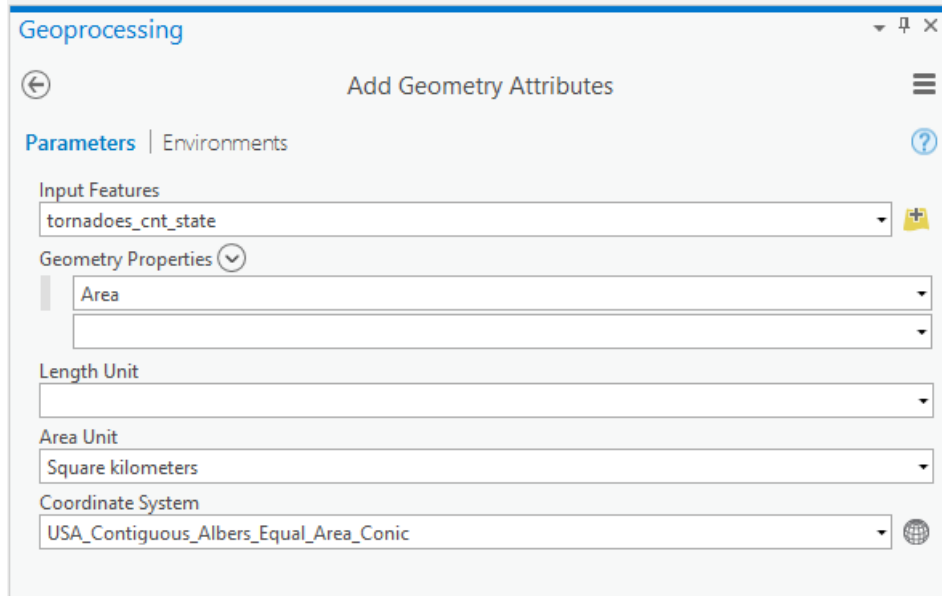 Geoprocessing
Add Geometry Attributes
Parameters | Environments
Input Features
tornadoes_cnt_state
Geometry Properties
Area
Length Unit
Area Unit
Square kilometers
Coordinate System
USA_Contiguous_Albers_Equal_Area_Conic